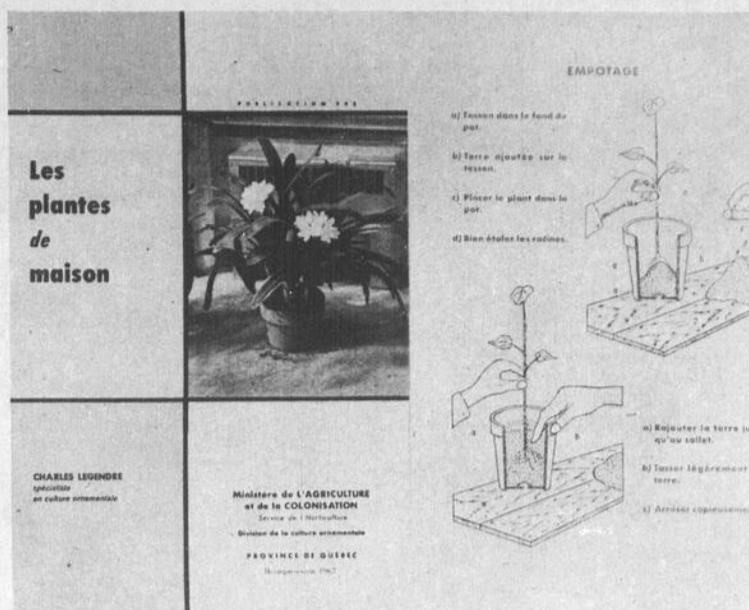 PUBLICATION
Les
plantes
de
maison
CHARLES LEGENDRE
spécialiste
en culture ornementale
Ministère de L'AGRICULTURE
et de la COLONISATION
Service de l'Horticulture
Division de la culture ornementale
PROVINCE DE QUÉBEC
EMPOTAGE
a) Tesson dans le fond du
pot.
b) Terre ajoutée sur le
tesson.
c) Placer le plant dans le
pot.
d) Bien étaler les racines.
a
b
a) Rajouter la terre ju
qu'au collet.
b) Tasser légèrement
terre.
c) Arroser copieusemen